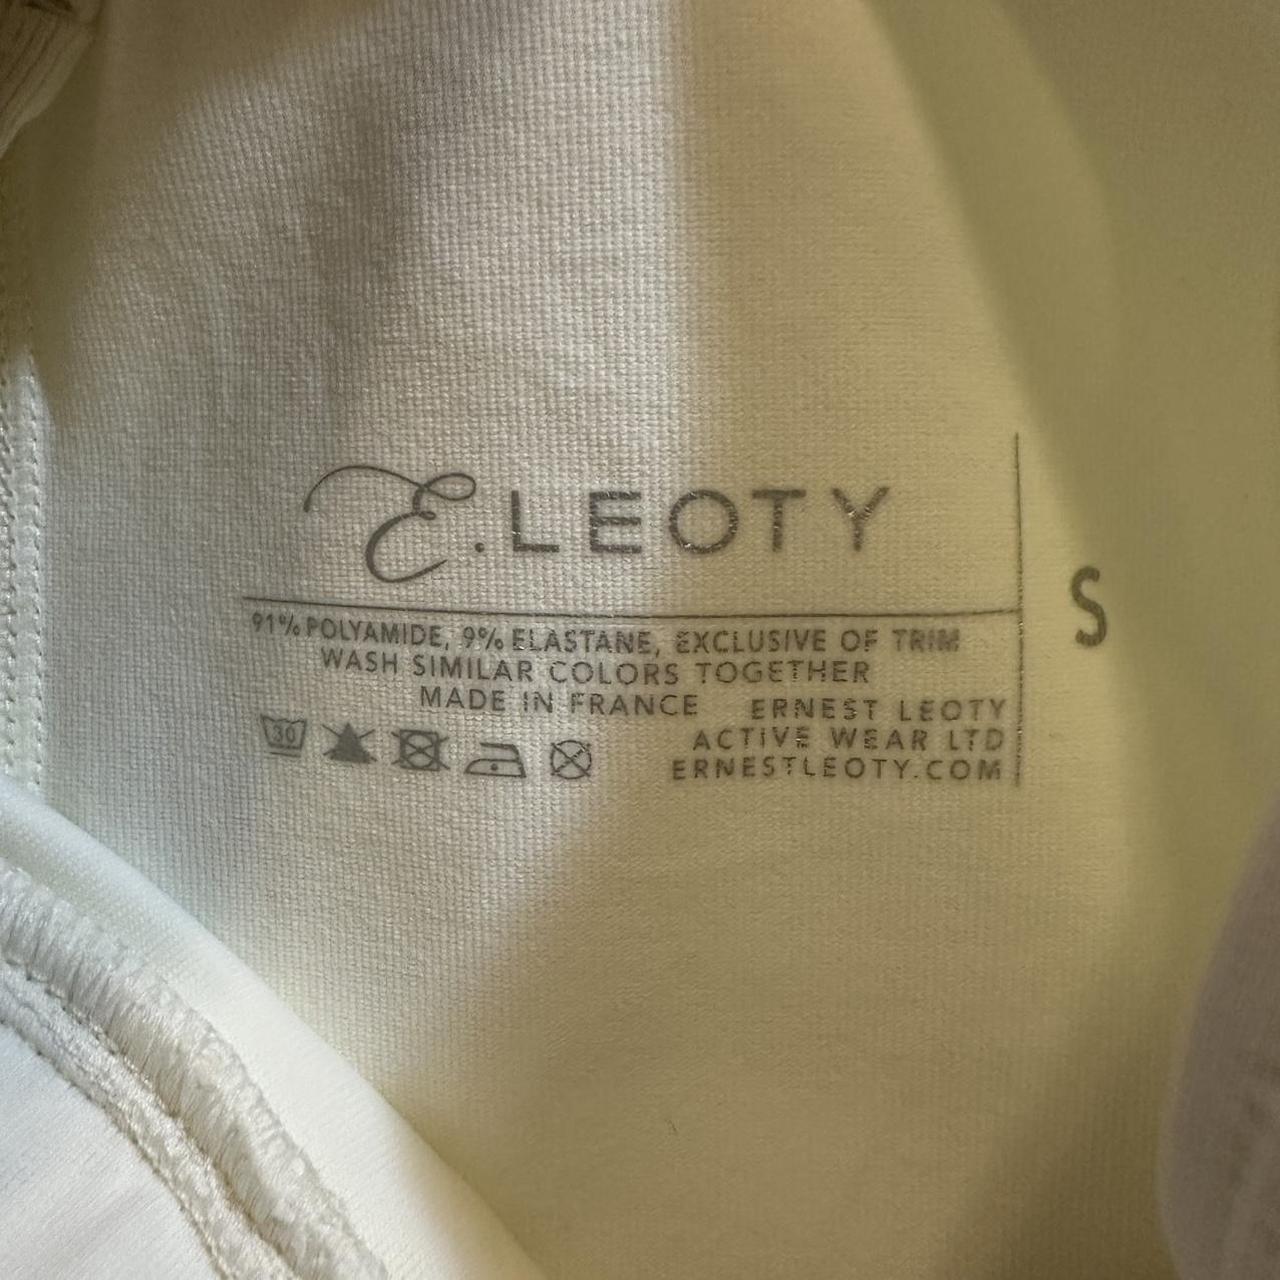 E.LEOTY
S
91% POLYAMIDE, 9% ELASTANE, EXCLUSIVE OF TRIM
WASH SIMILAR COLORS TOGETHER
MADE IN FRANCE
30
ERNEST LEOTY
ACTIVE WEAR LTD
ERNESTLEOTY.COM